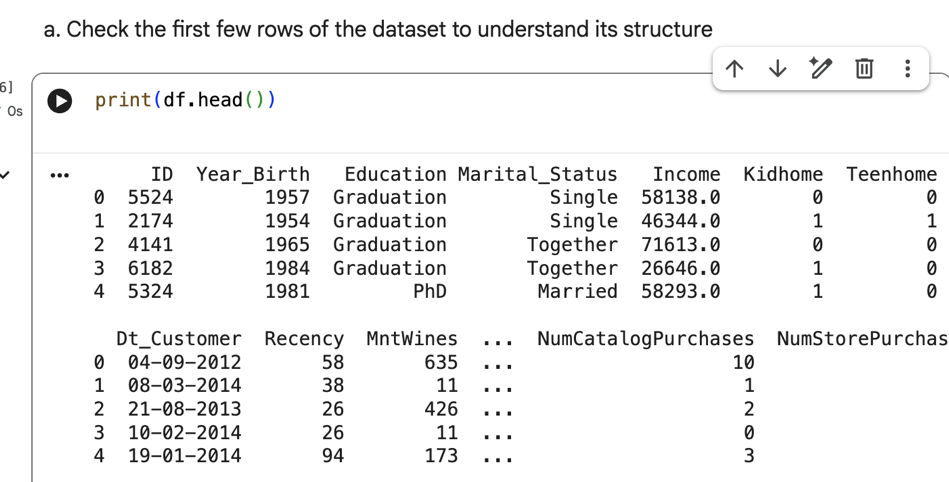 a. Check the first few rows of the dataset to understand its structure
6]
0s
print(df.head())
... ID Year_Birth Education Marital_Status Income Kidhome Teenhome
0 5524 1957 Graduation Single 58138.0 0 0
1 2174 1954 Graduation Single 46344.0 1 1
2 4141 1965 Graduation Together 71613.0 0 0
3 6182 1984 Graduation Together 26646.0 1 0
4 5324 1981 PhD Married 58293.0 1 0
Dt_Customer Recency MntWines ... NumCatalogPurchases NumStorePurchas
0 04-09-2012 58 635 ... 10
1 08-03-2014 38 11 ... 1
2 21-08-2013 26 426 ... 2
3 10-02-2014 26 11 ... 0
4 19-01-2014 94 173 ... 3